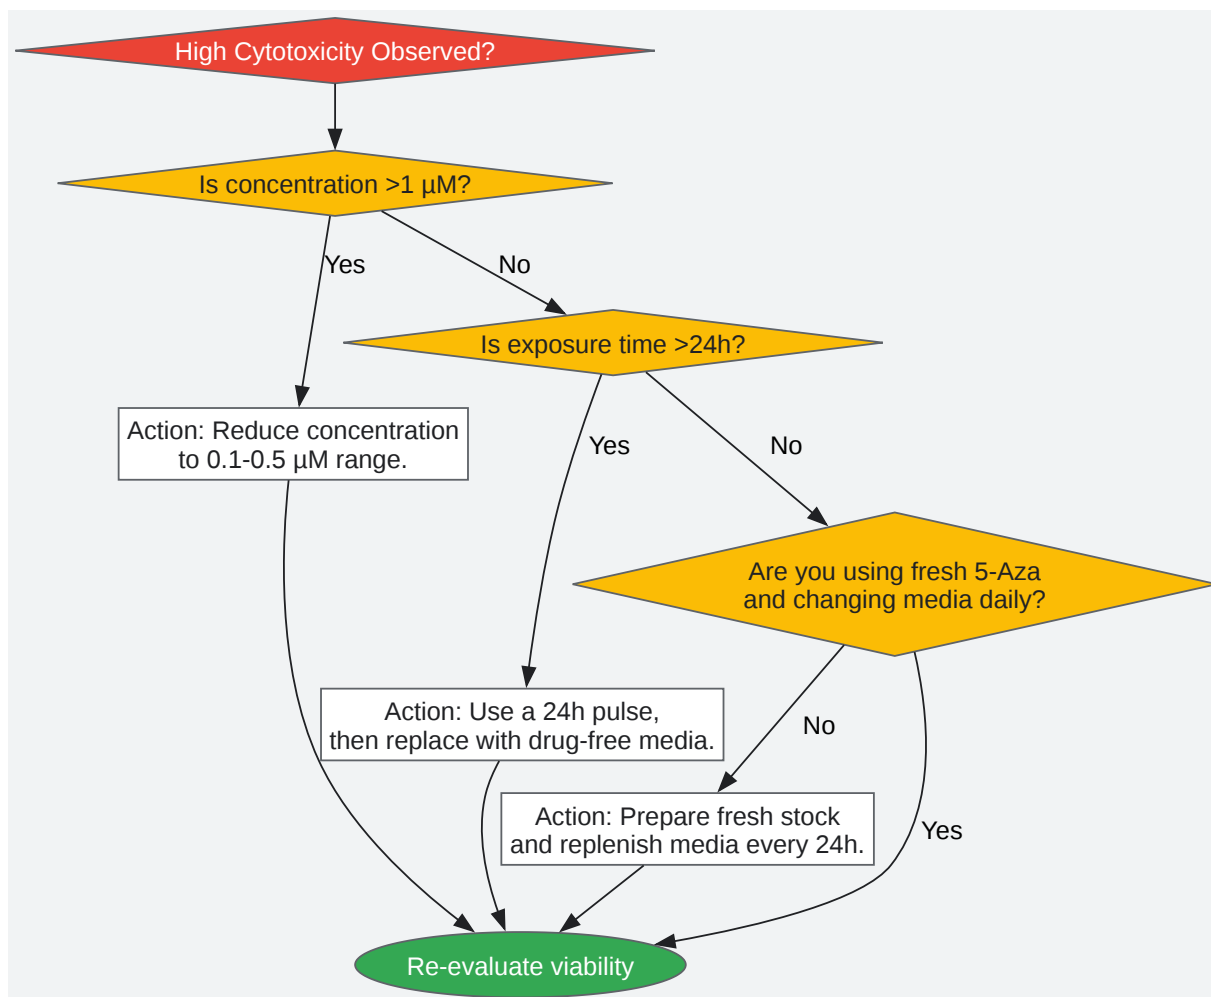 High Cytotoxicity Observed?
Is concentration >1 µM?
Yes
No
Is exposure time >24h?
Action: Reduce concentration
to 0.1-0.5 µM range.
Yes
No
Are you using fresh 5-Aza
and changing media daily?
Action: Use a 24h pulse,
then replace with drug-free media.
No
Action: Prepare fresh stock
and replenish media every 24h.
Yes
Re-evaluate viability